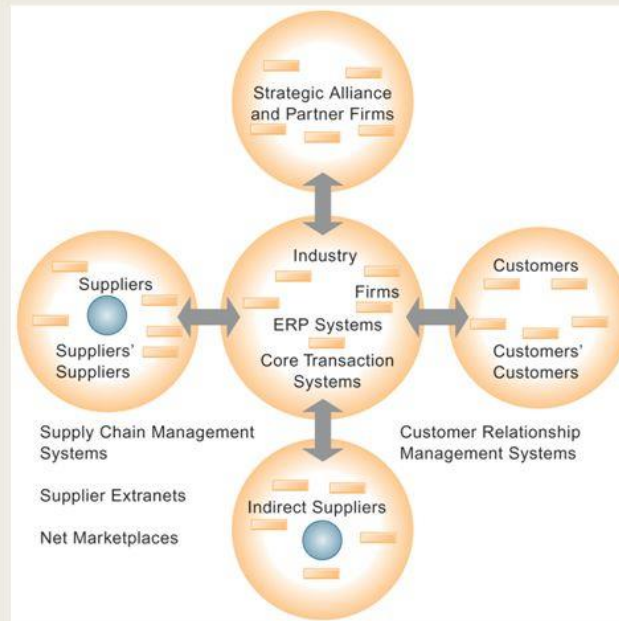 Strategic Alliance
and Partner Firms
Industry
Firms
ERP Systems
Core Transaction
Systems
Suppliers
Suppliers'
Suppliers
Customers
Customers'
Customers
Supply Chain Management
Systems
Supplier Extranets
Net Marketplaces
Customer Relationship
Management Systems
Indirect Suppliers